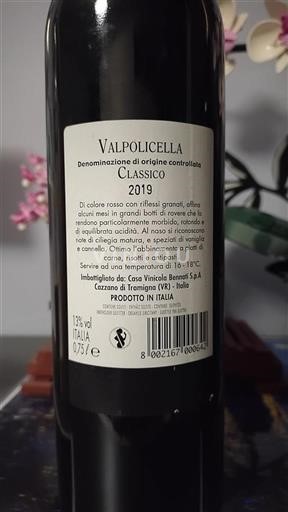 VALPOLICELLA
Denominazione di origine controllata
CLASSICO
2019
Di colore rosso con riflessi granati, affina
alcuni mesi in grandi botti di rovere che lo
rendono particolarmente morbido, rotondo e
di equilibrata acidità. Al naso si riconoscono
note di ciliegia matura, e speziati di vaniglia
e cannella. Ottimo l'abbinamento a piatti di
carne, risotti e antipasti
Servire ad una temperatura di 16 - 18°C.
Imbottigliato da: Casa Vinicola Bennati S.p.A
Cazzano di Tramigna (VR) - Italia
PRODOTTO IN ITALIA
13% vol
ITALIA
0,75 l e
8 002167 000642